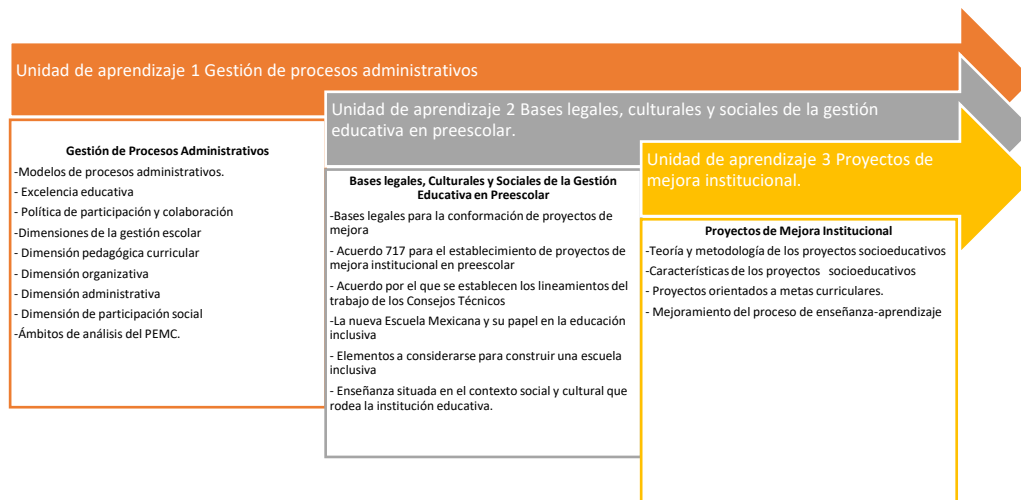 Unidad de aprendizaje 1 Gestión de procesos administrativos
Gestión de Procesos Administrativos
-Modelos de procesos administrativos.
- Excelencia educativa
- Política de participación y colaboración
-Dimensiones de la gestión escolar
- Dimensión pedagógica curricular
- Dimensión organizativa
- Dimensión administrativa
- Dimensión de participación social
-Ámbitos de análisis del PEMC.
Unidad de aprendizaje 2 Bases legales, culturales y sociales de la gestión
educativa en preescolar.
Bases legales, Culturales y Sociales de la Gestión
Educativa en Preescolar
-Bases legales para la conformación de proyectos de
mejora
- Acuerdo 717 para el establecimiento de proyectos de
mejora institucional en preescolar
- Acuerdo por el que se establecen los lineamientos del
trabajo de los Consejos Técnicos
-La nueva Escuela Mexicana y su papel en la educación
inclusiva
- Elementos a considerarse para construir una escuela
inclusiva
- Enseñanza situada en el contexto social y cultural que
rodea la institución educativa.
Unidad de aprendizaje 3 Proyectos de
mejora institucional.
Proyectos de Mejora Institucional
-Teoría y metodología de los proyectos socioeducativos
-Características de los proyectos socioeducativos
- Proyectos orientados a metas curriculares.
- Mejoramiento del proceso de enseñanza-aprendizaje